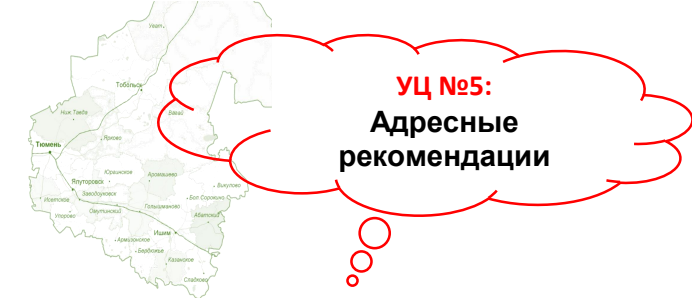 УЦ №5:
Адресные
рекомендации
Уват
Тобольск
Ниж.Тавда
Вагай
Ярково
Тюмень
Юргинское
Аромашево
Ялуторовск
Викулово
Заводоуковск
Исетское
Бол.Сорокино
Голышманово
Омутинский
Упорово
Абатский
Ишим
Армизонское
Бердюжье
Казанское
Сладково